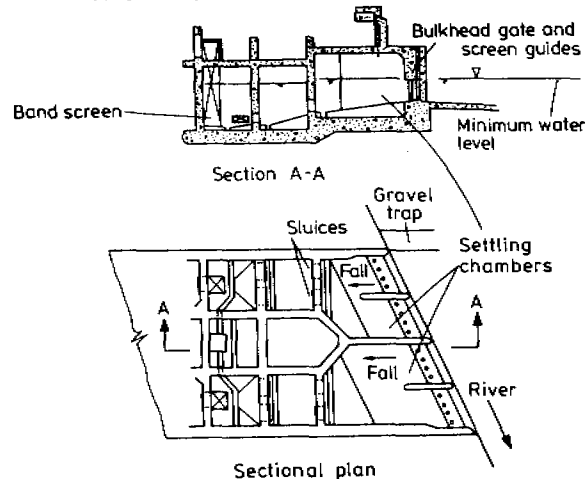 Bulkhead gate
and screen
guides
Band screen
Minimum water
level
Section A-A
Gravel
trap
Sluices
Settling
chambers
Fall
A
A
Fall
River
Sectional plan